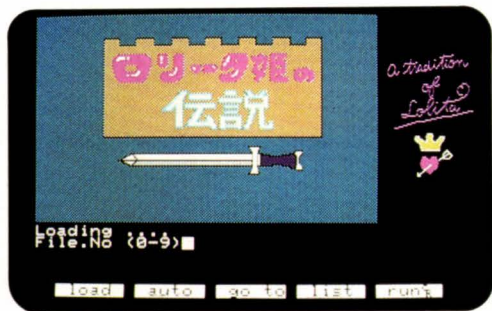 ロリータ姫の
伝説
a tradition
of
Lolita
Loading ....
File.No (0-9)
load auto go to list run